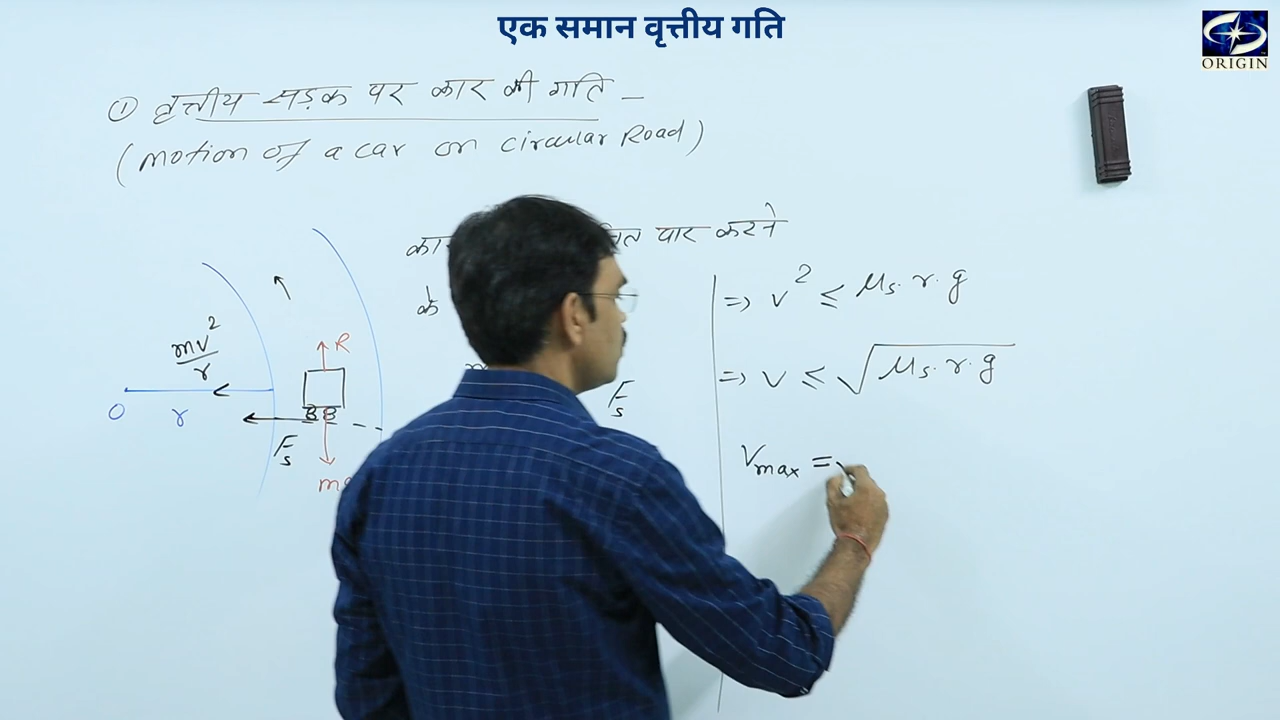 एक समान वृत्तीय गति
ORIGIN
① वृत्तीय सड़क पर कार की गति –
(motion of a car on circular Road)
पार करने
के
mv²/r
R
O
r
Fs
Fs
⇒ v² ≤ μs. r. g
⇒ v ≤ √μs. r. g
Vmax =